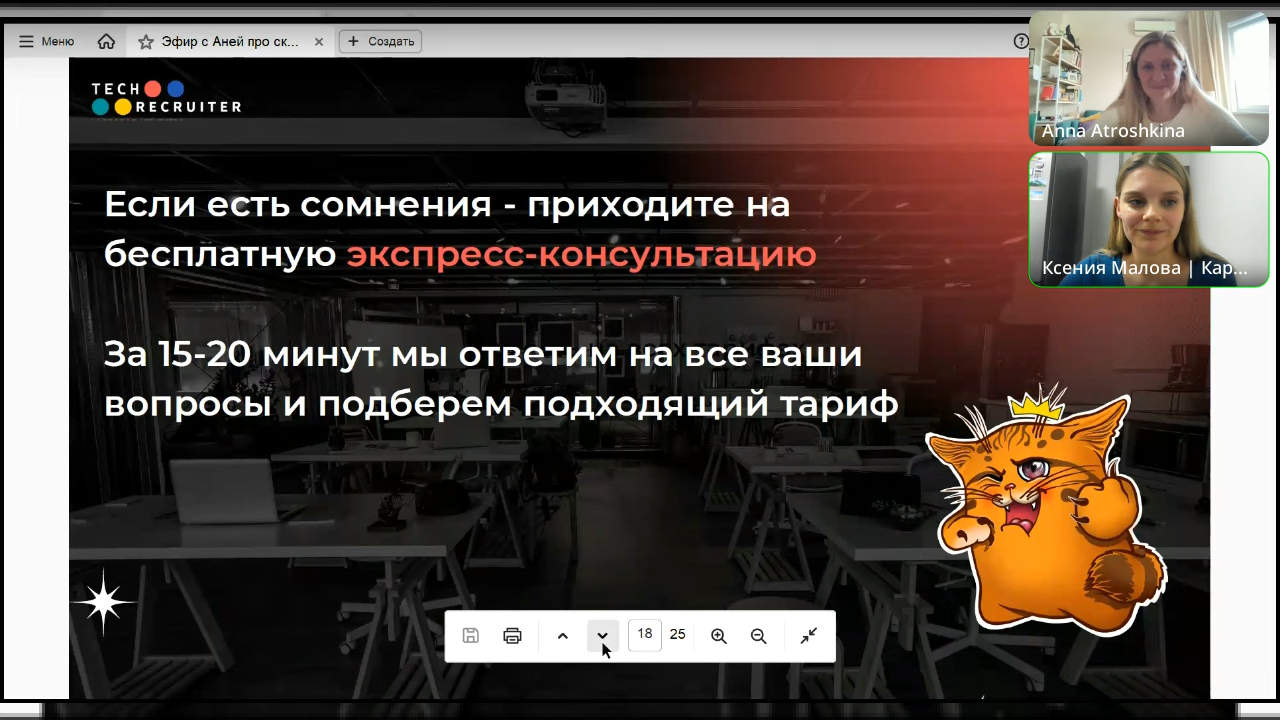 Меню
Эфир с Аней про ск...
Создать
TECH
RECRUITER
Если есть сомнения - приходите на
бесплатную экспресс-консультацию
За 15-20 минут мы ответим на все ваши
вопросы и подберем подходящий тариф
Anna Atroshkina
Ксения Малова | Кар...
18 25